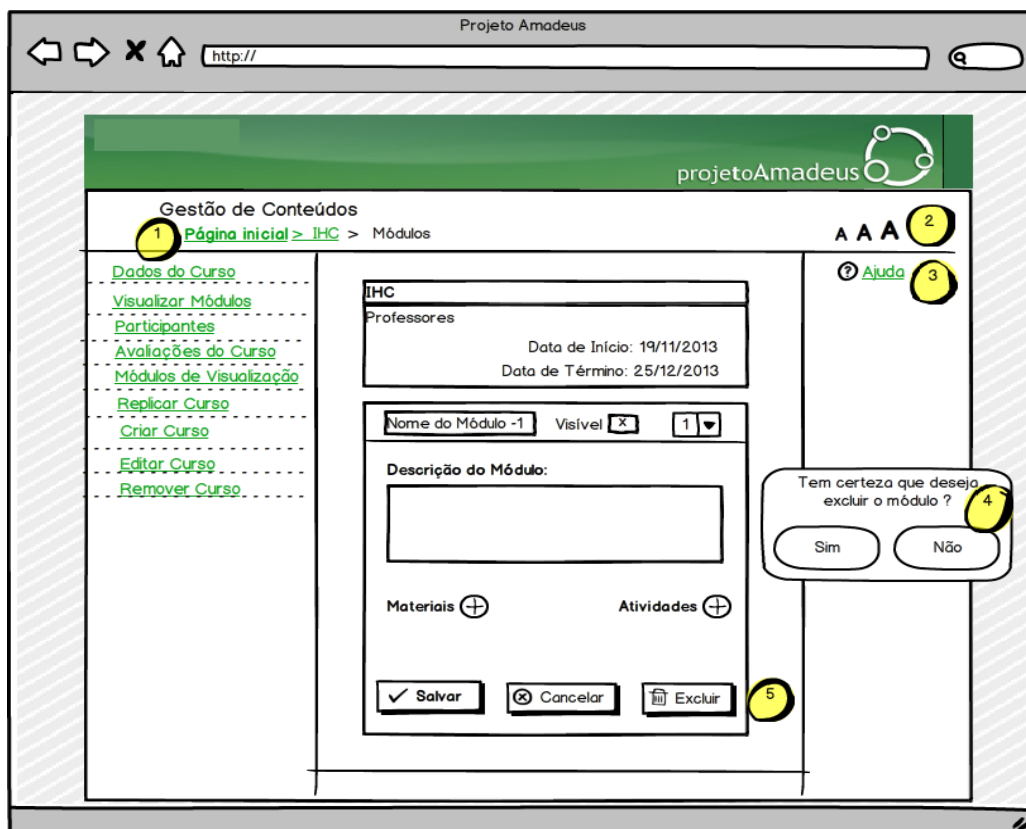 Projeto Amadeus
http://
projetoAmadeus
Gestão de Conteúdos
1 Página inicial > IHC > Módulos
A A A 2
Dados do Curso
Visualizar Módulos
Participantes
Avaliações do Curso
Módulos de Visualização
Replicar Curso
Criar Curso
Editar Curso
Remover Curso
IHC
Professores
Data de Início: 19/11/2013
Data de Término: 25/12/2013
Nome do Módulo -1 Visível X 1
Descrição do Módulo:
Materiais Atividades
Salvar Cancelar Excluir 5
? Ajuda 3
Tem certeza que deseja
excluir o módulo ? 4
Sim Não